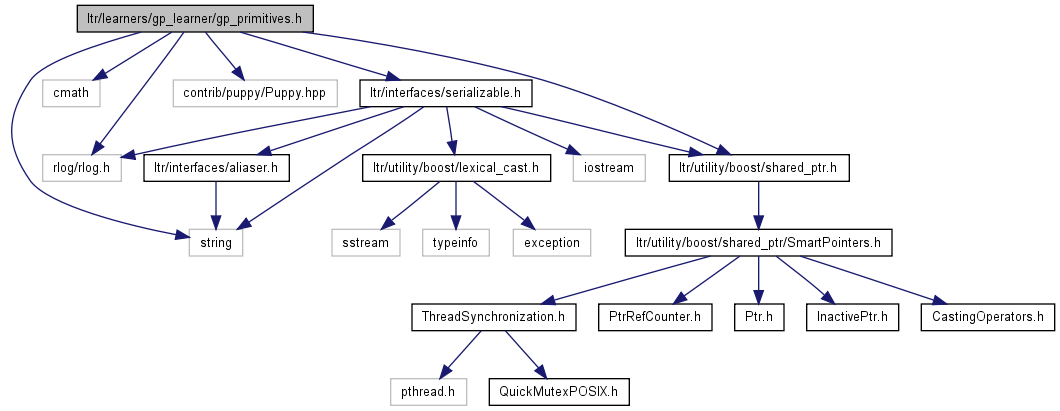 ltr/learners/gp_learner/gp_primitives.h
cmath
contrib/puppy/Puppy.hpp
ltr/interfaces/serializable.h
rlog/rlog.h
ltr/interfaces/aliaser.h
ltr/utility/boost/lexical_cast.h
iostream
ltr/utility/boost/shared_ptr.h
string
sstream
typeinfo
exception
ltr/utility/boost/shared_ptr/SmartPointers.h
ThreadSynchronization.h
PtrRefCounter.h
Ptr.h
InactivePtr.h
CastingOperators.h
pthread.h
QuickMutexPOSIX.h